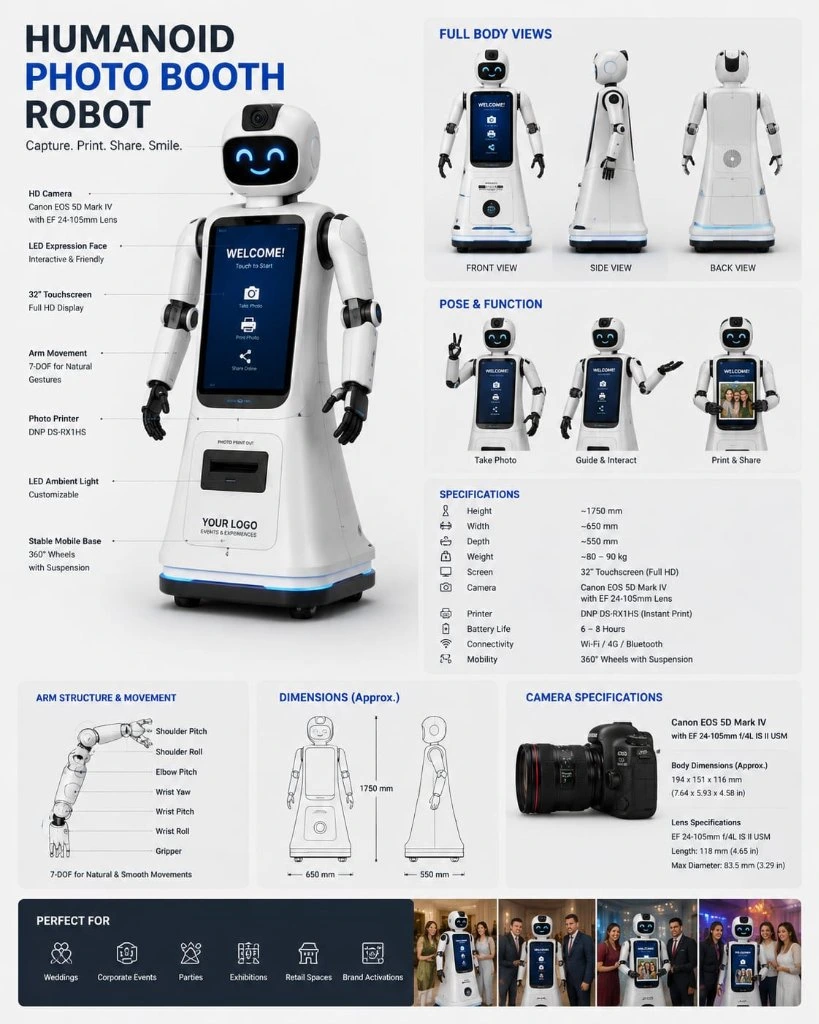 HUMANOID
PHOTO BOOTH
ROBOT
Capture. Print. Share. Smile.
HD Camera
Canon EOS 5D Mark IV
with EF 24-105mm Lens
LED Expression Face
Interactive & Friendly
32" Touchscreen
Full HD Display
Arm Movement
7-DOF for Natural
Gestures
Photo Printer
DNP DS-RX1HS
LED Ambient Light
Customizable
Stable Mobile Base
360° Wheels
with Suspension
WELCOME!
Touch to Start
Take Photo
Print Photo
Share Online
PHOTO PRINT OUT
YOUR LOGO
EVENTS & EXPERIENCES
FULL BODY VIEWS
WELCOME!
FRONT VIEW
SIDE VIEW
BACK VIEW
POSE & FUNCTION
WELCOME!
WELCOME!
WELCOME!
Take Photo
Guide & Interact
Print & Share
SPECIFICATIONS
Height ~1750 mm
Width ~650 mm
Depth ~550 mm
Weight ~80 – 90 kg
Screen 32" Touchscreen (Full HD)
Camera Canon EOS 5D Mark IV
with EF 24-105mm Lens
Printer DNP DS-RX1HS (Instant Print)
Battery Life 6 – 8 Hours
Connectivity Wi-Fi / 4G / Bluetooth
Mobility 360° Wheels with Suspension
ARM STRUCTURE & MOVEMENT
Shoulder Pitch
Shoulder Roll
Elbow Pitch
Wrist Yaw
Wrist Pitch
Wrist Roll
Gripper
7-DOF for Natural & Smooth Movements
DIMENSIONS (Approx.)
1750 mm
650 mm
550 mm
CAMERA SPECIFICATIONS
Canon EOS 5D Mark IV
with EF 24-105mm f/4L IS II USM
Body Dimensions (Approx.)
194 x 151 x 116 mm
(7.64 x 5.93 x 4.58 in)
Lens Specifications
EF 24-105mm f/4L IS II USM
Length: 118 mm (4.65 in)
Max Diameter: 83.5 mm (3.29 in)
PERFECT FOR
Weddings
Corporate Events
Parties
Exhibitions
Retail Spaces
Brand Activations